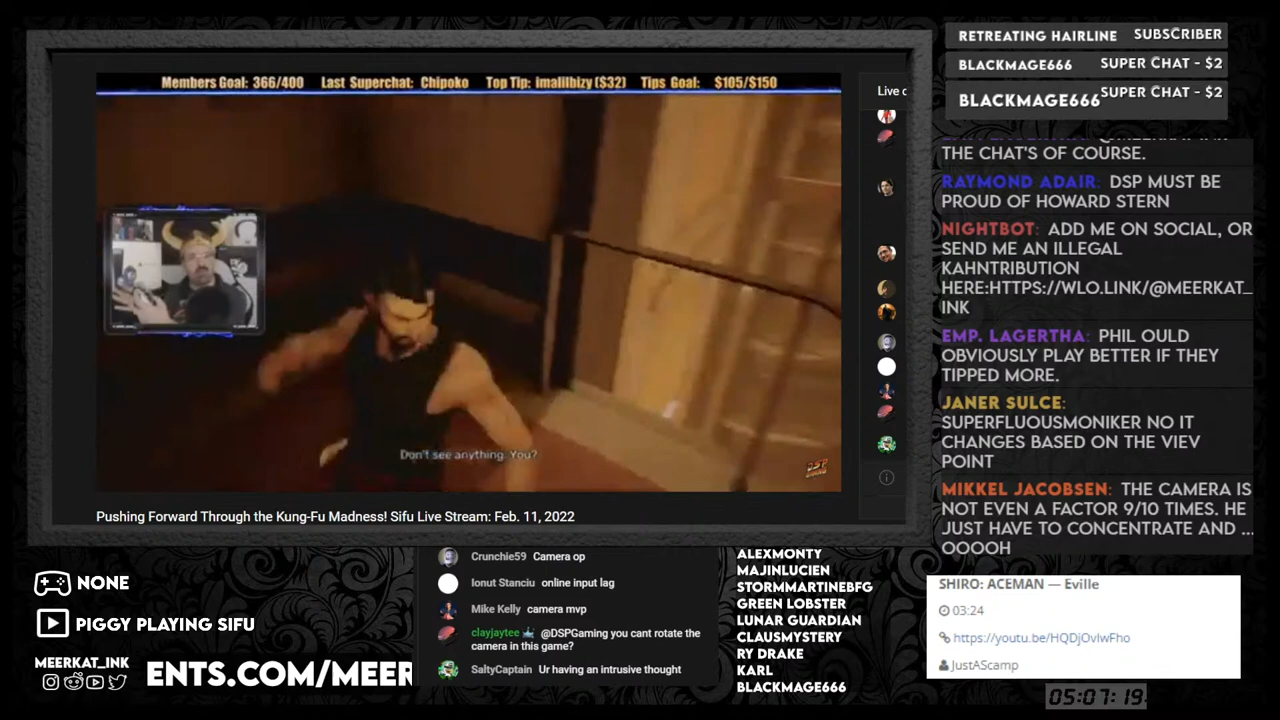 Members Goal: 366/400 Last Superchat: Chipoko Top Tip: imalilbizy ($32) Tips Goal: $105/$150
Live c
Don't see anything. You?
DSP
Pushing Forward Through the Kung-Fu Madness! Sifu Live Stream: Feb. 11, 2022
RETREATING HAIRLINE SUBSCRIBER
BLACKMAGE666 SUPER CHAT - $2
BLACKMAGE666 SUPER CHAT - $2
THE CHAT'S OF COURSE.
RAYMOND ADAIR: DSP MUST BE
PROUD OF HOWARD STERN
NIGHTBOT: ADD ME ON SOCIAL, OR
SEND ME AN ILLEGAL
KAHNTRIBUTION
HERE:HTTPS://WLO.LINK/@MEERKAT_
INK
EMP. LAGERTHA: PHIL OULD
OBVIOUSLY PLAY BETTER IF THEY
TIPPED MORE.
JANER SULCE:
SUPERFLUOUSMONIKER NO IT
CHANGES BASED ON THE VIEV
POINT
MIKKEL JACOBSEN: THE CAMERA IS
NOT EVEN A FACTOR 9/10 TIMES. HE
JUST HAVE TO CONCENTRATE AND ...
OOOOH
NONE
PIGGY PLAYING SIFU
MEERKAT_INK
ENTS.COM/MEER
Crunchie59 Camera op
Ionut Stanciu online input lag
Mike Kelly camera mvp
clayjaytee @DSPGaming you cant rotate the
camera in this game?
SaltyCaptain Ur having an intrusive thought
ALEXMONTY
MAJINLUCIEN
STORMMARTINEBFG
GREEN LOBSTER
LUNAR GUARDIAN
CLAUSMYSTERY
RY DRAKE
KARL
BLACKMAGE666
SHIRO: ACEMAN — Eville
03:24
https://youtu.be/HQDjOvIwFho
JustAScamp
05:07:19